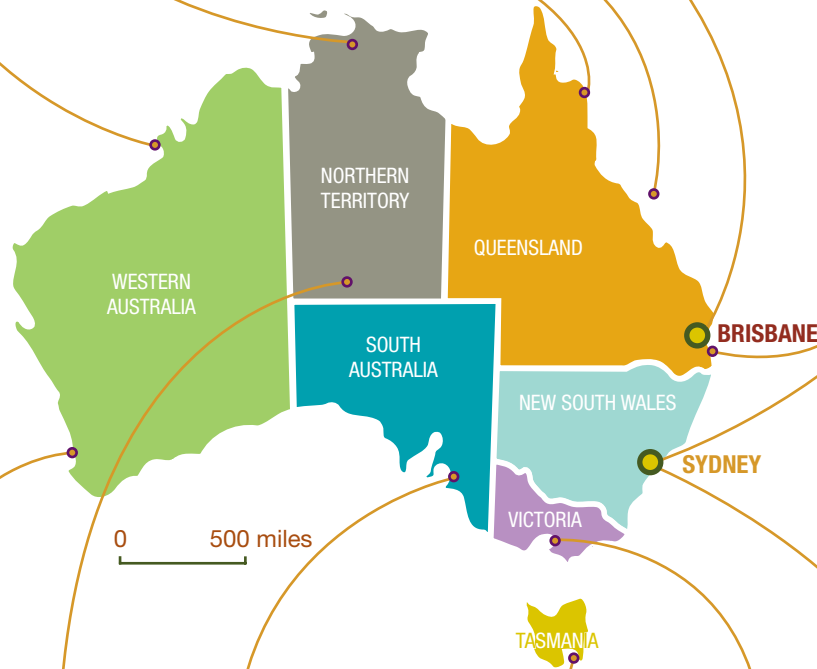 NORTHERN
TERRITORY
QUEENSLAND
WESTERN
AUSTRALIA
SOUTH
AUSTRALIA
BRISBANE
NEW SOUTH WALES
SYDNEY
VICTORIA
0 500 miles
TASMANIA